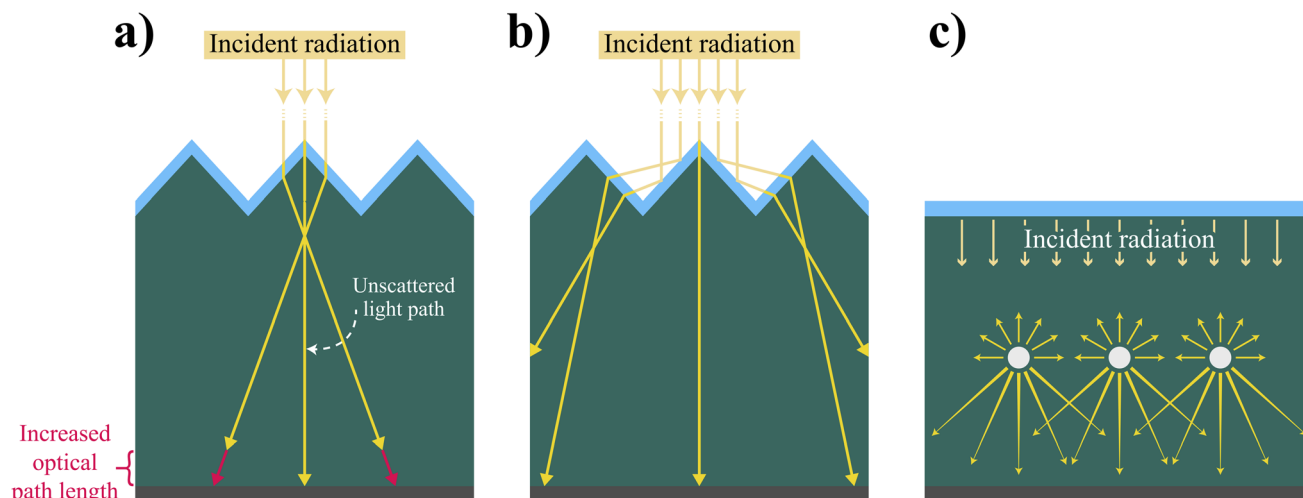 a)
Incident radiation
Unscattered
light path
Increased
optical
path length
b)
Incident radiation
c)
Incident radiation